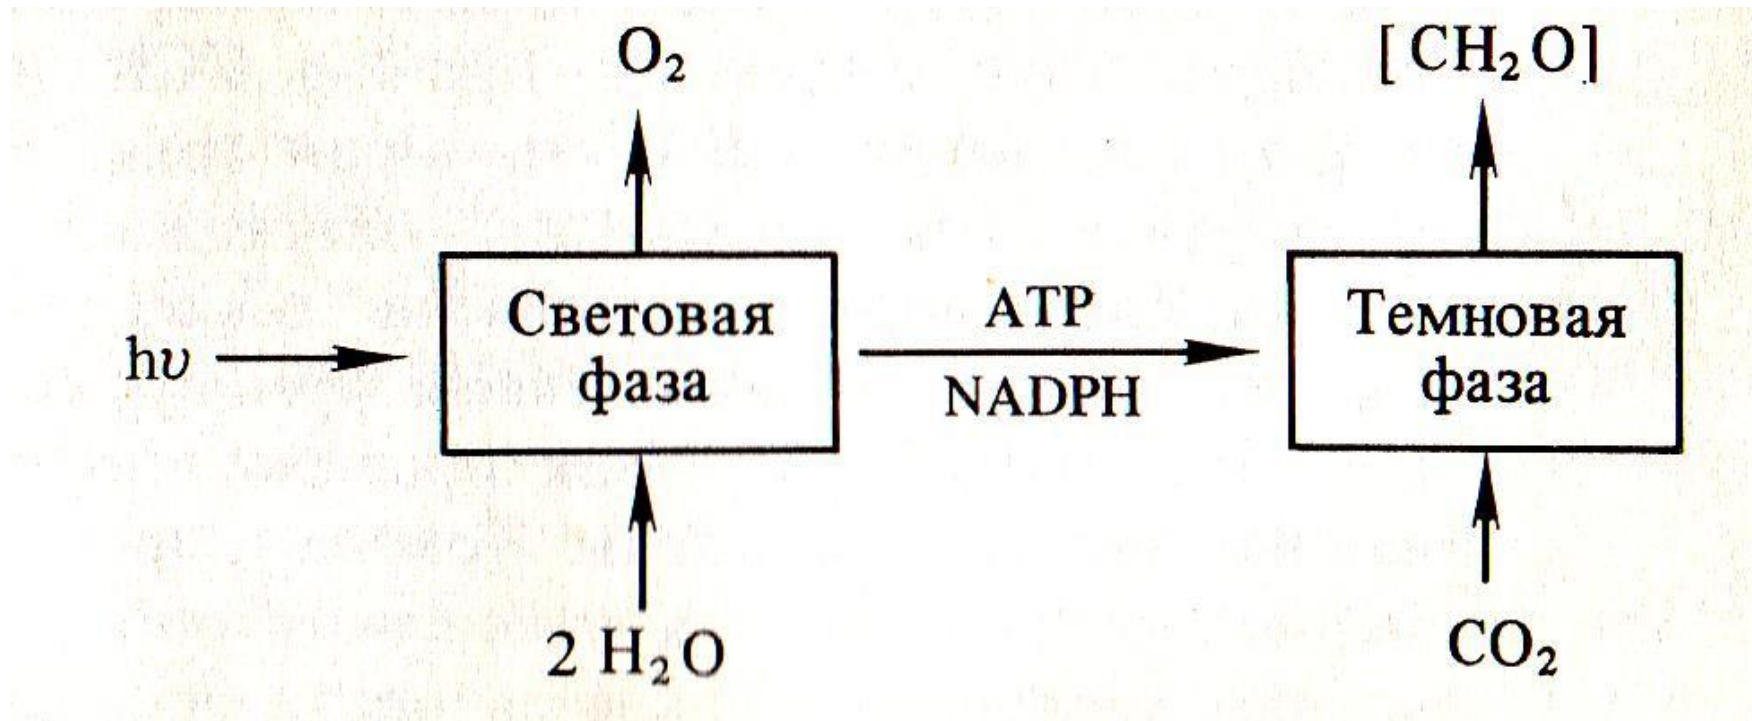 O₂
[CH₂O]
hυ
Световая
фаза
ATP
NADPH
Темновая
фаза
2 H₂O
CO₂